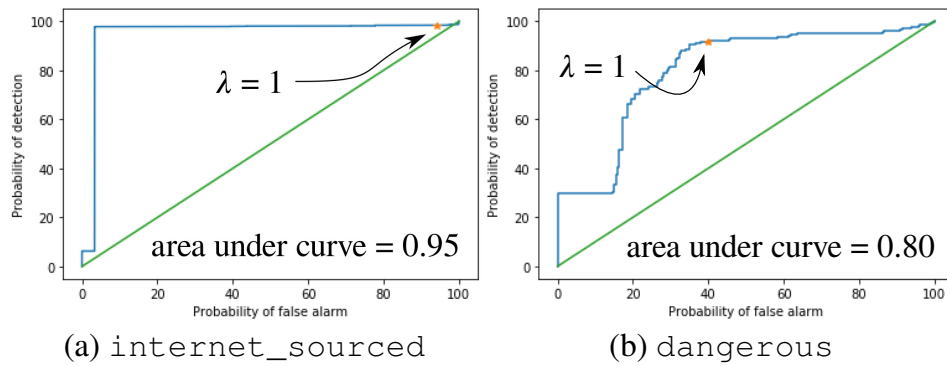 100
80
60
40
20
0
Probability of detection
λ = 1
area under curve = 0.95
0 20 40 60 80 100
Probability of false alarm
(a) internet_sourced
100
80
60
40
20
0
Probability of detection
λ = 1
area under curve = 0.80
0 20 40 60 80 100
Probability of false alarm
(b) dangerous